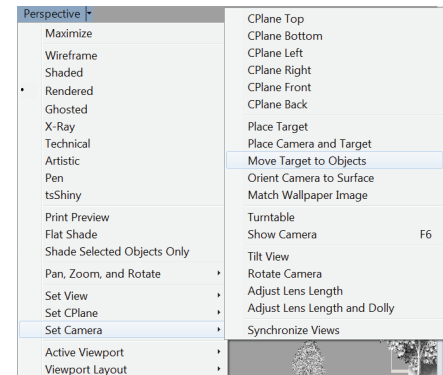 Perspective
Maximize
Wireframe
Shaded
Rendered
Ghosted
X-Ray
Technical
Artistic
Pen
tsShiny
Print Preview
Flat Shade
Shade Selected Objects Only
Pan, Zoom, and Rotate
Set View
Set CPlane
Set Camera
Active Viewport
Viewport Layout
CPlane Top
CPlane Bottom
CPlane Left
CPlane Right
CPlane Front
CPlane Back
Place Target
Place Camera and Target
Move Target to Objects
Orient Camera to Surface
Match Wallpaper Image
Turntable
Show Camera F6
Tilt View
Rotate Camera
Adjust Lens Length
Adjust Lens Length and Dolly
Synchronize Views